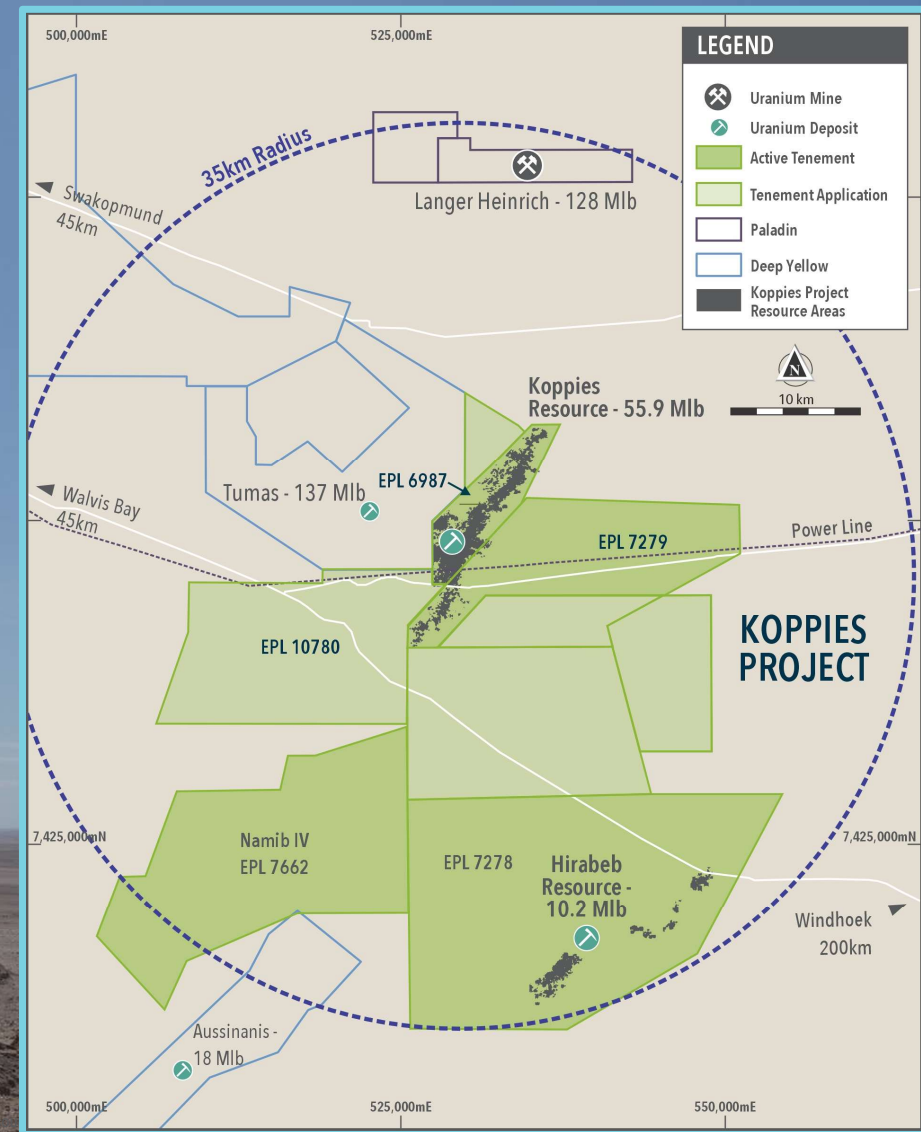 500,000mE
525,000mE
LEGEND
Uranium Mine
Uranium Deposit
Active Tenement
Tenement Application
Paladin
Deep Yellow
Koppies Project
Resource Areas
35km Radius
Swakopmund
45km
Langer Heinrich - 128 Mlb
N
10 km
Koppies
Resource - 55.9 Mlb
EPL 6987
Tumas - 137 Mlb
Walvis Bay
45km
Power Line
EPL 7279
EPL 10780
KOPPIES
PROJECT
7,425,000mN
7,425,000mN
Namib IV
EPL 7662
EPL 7278
Hirabeb
Resource -
10.2 Mlb
Windhoek
200km
Aussinanis -
18 Mlb
500,000mE
525,000mE
550,000mE